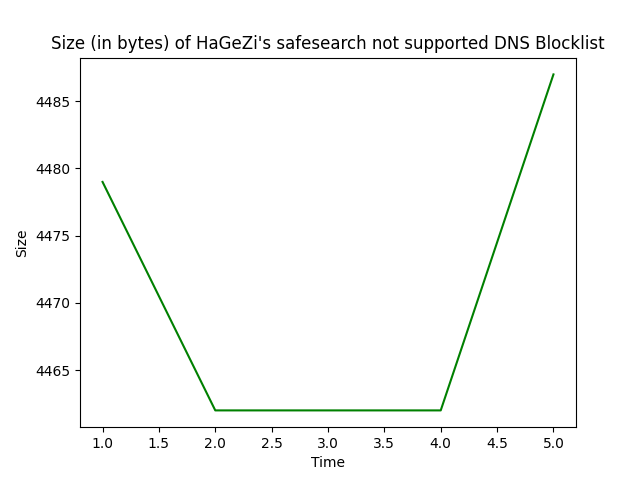 Size (in bytes) of HaGeZi's safesearch not supported DNS Blocklist
4485
4480
4475
4470
4465
Size
1.0 1.5 2.0 2.5 3.0 3.5 4.0 4.5 5.0
Time